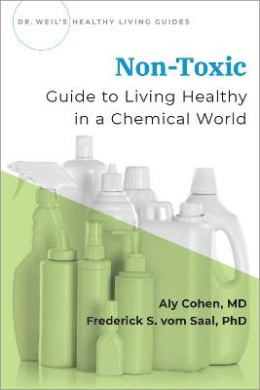 DR. WEIL'S HEALTHY LIVING GUIDES
Non-Toxic
Guide to Living Healthy
in a Chemical World
Aly Cohen, MD
Frederick S. vom Saal, PhD